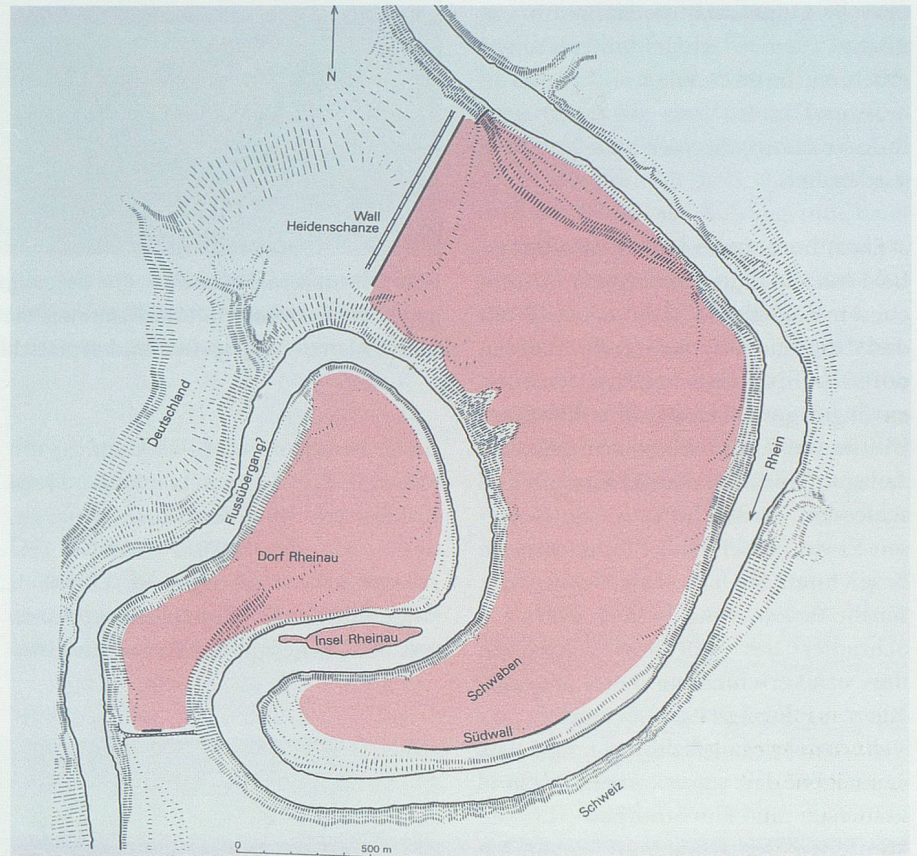 N
Wall
Heidenschanze
Deutschland
Flussübergang?
Rhein
Dorf Rheinau
Insel Rheinau
Schwaben
Südwall
Schweiz
0 500 m